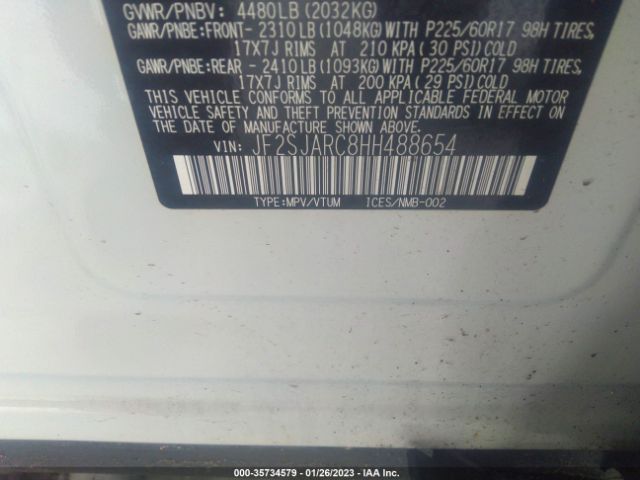 GVWR/PNBV: 4480LB (2032KG)
GAWR/PNBE:FRONT- 2310LB(1048KG)WITH P225/60R17 98H TIRES,
17X7J RIMS AT 210 KPA(30 PSI)COLD
GAWR/PNBE:REAR - 2410LB(1093KG)WITH P225/60R17 98H TIRES,
17X7J RIMS AT 200 KPA(29 PSI)COLD
THIS VEHICLE CONFORMS TO ALL APPLICABLE FEDERAL MOTOR
VEHICLE SAFETY AND THEFT PREVENTION STANDARDS IN EFFECT
ON THE DATE OF MANUFACTURE SHOWN ABOVE.
VIN: JF2SJARC8HH488654
TYPE:MPV/VTUM ICES/NMB-002
000-35734579 - 01/26/2023 - IAA Inc.